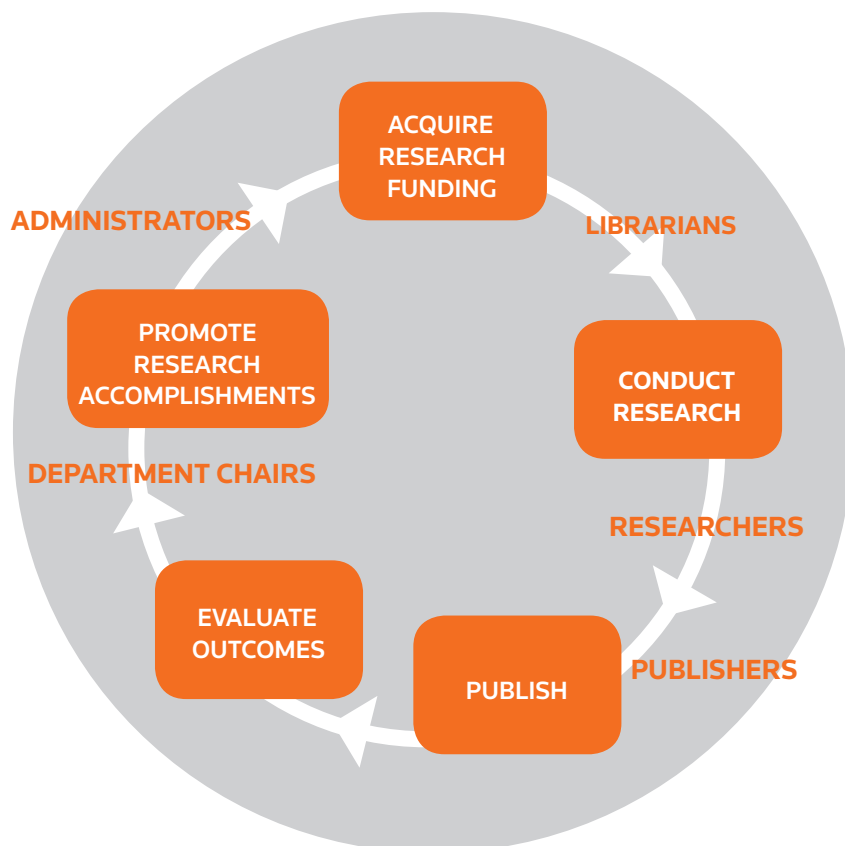 ACQUIRE
RESEARCH
FUNDING
ADMINISTRATORS
LIBRARIANS
PROMOTE
RESEARCH
ACCOMPLISHMENTS
CONDUCT
RESEARCH
DEPARTMENT CHAIRS
RESEARCHERS
EVALUATE
OUTCOMES
PUBLISH
PUBLISHERS